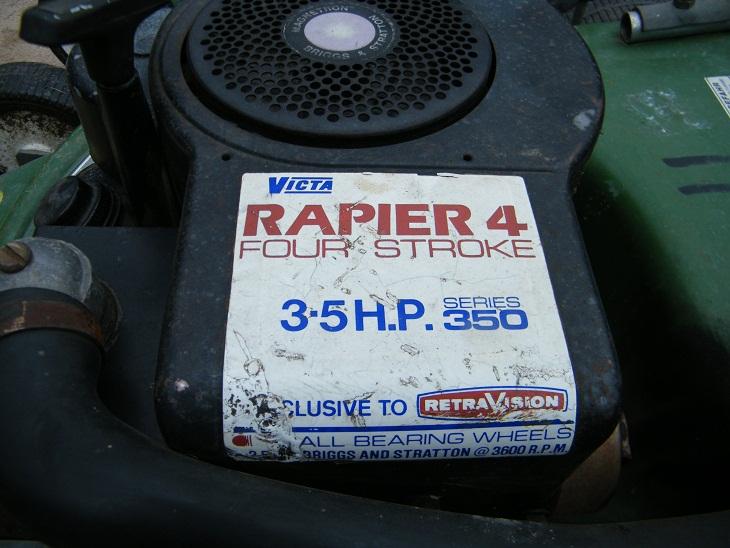 MAGNETRON
BRIGGS & STRATTON
VICTA
RAPIER 4
FOUR STROKE
3·5 H.P. SERIES 350
CLUSIVE TO RETRAVISION
ALL BEARING WHEELS
BRIGGS AND STRATTON @ 3600 R.P.M.